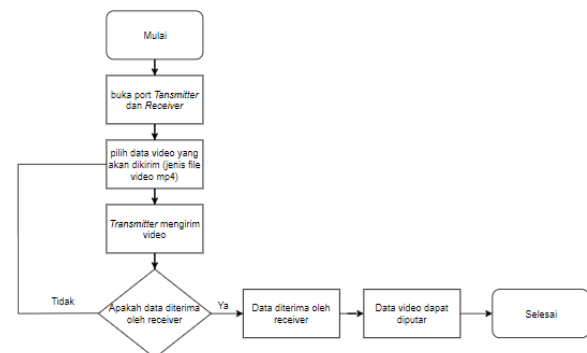 Mulai
buka port Tansmitter
dan Receiver
pilih data video yang
akan dikirim (jenis file
video mp4)
Transmitter mengirim
video
Apakah data diterima
oleh receiver
Tidak
Ya
Data diterima oleh
receiver
Data video dapat
diputar
Selesai